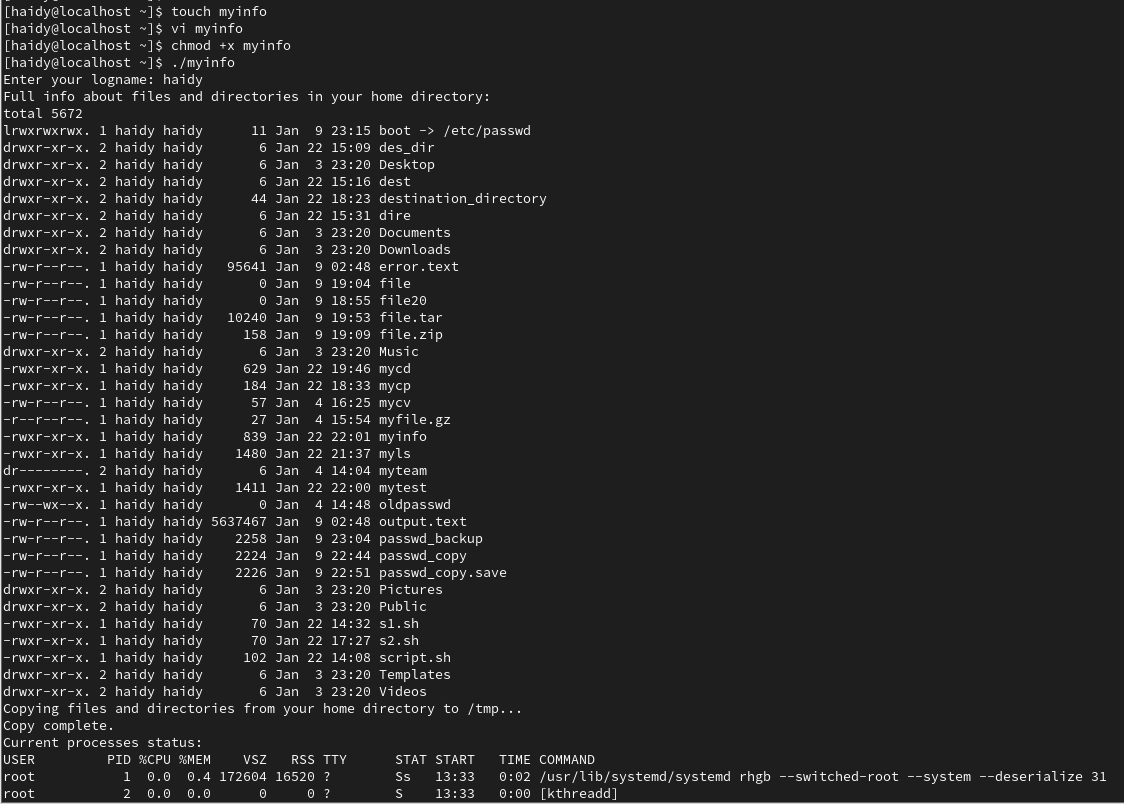 [haidy@localhost ~]$ touch myinfo
[haidy@localhost ~]$ vi myinfo
[haidy@localhost ~]$ chmod +x myinfo
[haidy@localhost ~]$ ./myinfo
Enter your logname: haidy
Full info about files and directories in your home directory:
total 5672
lrwxrwxrwx. 1 haidy haidy      11 Jan  9 23:15 boot -> /etc/passwd
drwxr-xr-x. 2 haidy haidy       6 Jan 22 15:09 des_dir
drwxr-xr-x. 2 haidy haidy       6 Jan  3 23:20 Desktop
drwxr-xr-x. 2 haidy haidy       6 Jan 22 15:16 dest
drwxr-xr-x. 2 haidy haidy      44 Jan 22 18:23 destination_directory
drwxr-xr-x. 2 haidy haidy       6 Jan 22 15:31 dire
drwxr-xr-x. 2 haidy haidy       6 Jan  3 23:20 Documents
drwxr-xr-x. 2 haidy haidy       6 Jan  3 23:20 Downloads
-rw-r--r--. 1 haidy haidy   95641 Jan  9 02:48 error.text
-rw-r--r--. 1 haidy haidy       0 Jan  9 19:04 file
-rw-r--r--. 1 haidy haidy       0 Jan  9 18:55 file20
-rw-r--r--. 1 haidy haidy   10240 Jan  9 19:53 file.tar
-rw-r--r--. 1 haidy haidy     158 Jan  9 19:09 file.zip
drwxr-xr-x. 2 haidy haidy       6 Jan  3 23:20 Music
-rwxr-xr-x. 1 haidy haidy     629 Jan 22 19:46 mycd
-rwxr-xr-x. 1 haidy haidy     184 Jan 22 18:33 mycp
-rw-r--r--. 1 haidy haidy      57 Jan  4 16:25 mycv
-r--r--r--. 1 haidy haidy      27 Jan  4 15:54 myfile.gz
-rwxr-xr-x. 1 haidy haidy     839 Jan 22 22:01 myinfo
-rwxr-xr-x. 1 haidy haidy    1480 Jan 22 21:37 myls
dr--------. 2 haidy haidy       6 Jan  4 14:04 myteam
-rwxr-xr-x. 1 haidy haidy    1411 Jan 22 22:00 mytest
-rw--wx--x. 1 haidy haidy       0 Jan  4 14:48 oldpasswd
-rw-r--r--. 1 haidy haidy 5637467 Jan  9 02:48 output.text
-rw-r--r--. 1 haidy haidy    2258 Jan  9 23:04 passwd_backup
-rw-r--r--. 1 haidy haidy    2224 Jan  9 22:44 passwd_copy
-rw-r--r--. 1 haidy haidy    2226 Jan  9 22:51 passwd_copy.save
drwxr-xr-x. 2 haidy haidy       6 Jan  3 23:20 Pictures
drwxr-xr-x. 2 haidy haidy       6 Jan  3 23:20 Public
-rwxr-xr-x. 1 haidy haidy      70 Jan 22 14:32 s1.sh
-rwxr-xr-x. 1 haidy haidy      70 Jan 22 17:27 s2.sh
-rwxr-xr-x. 1 haidy haidy     102 Jan 22 14:08 script.sh
drwxr-xr-x. 2 haidy haidy       6 Jan  3 23:20 Templates
drwxr-xr-x. 2 haidy haidy       6 Jan  3 23:20 Videos
Copying files and directories from your home directory to /tmp...
Copy complete.
Current processes status:
USER         PID %CPU %MEM    VSZ   RSS TTY      STAT START   TIME COMMAND
root           1  0.0  0.4 172604 16520 ?        Ss   13:33   0:02 /usr/lib/systemd/systemd rhgb --switched-root --system --deserialize 31
root           2  0.0  0.0      0     0 ?        S    13:33   0:00 [kthreadd]